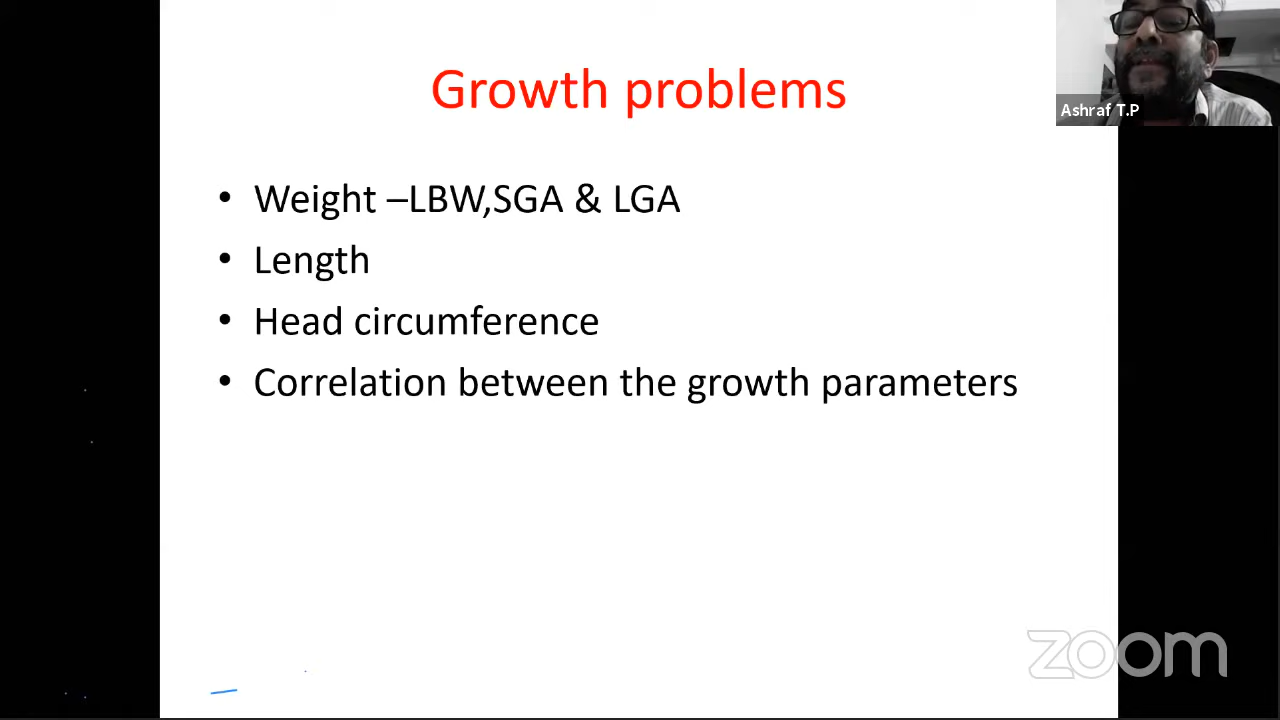 Growth problems
Ashraf T.P
• Weight –LBW,SGA & LGA
• Length
• Head circumference
• Correlation between the growth parameters
zoom